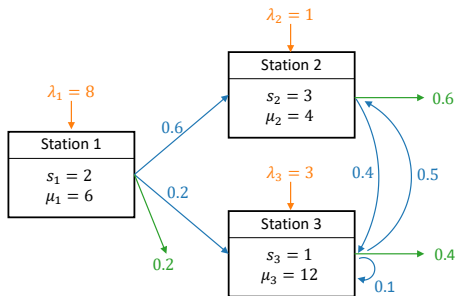 λ₂ = 1
Station 2
s₂ = 3
μ₂ = 4
0.6
λ₁ = 8
0.6
Station 1
s₁ = 2
μ₁ = 6
0.2
0.2
λ₃ = 3
0.4
0.5
Station 3
s₃ = 1
μ₃ = 12
0.4
0.1